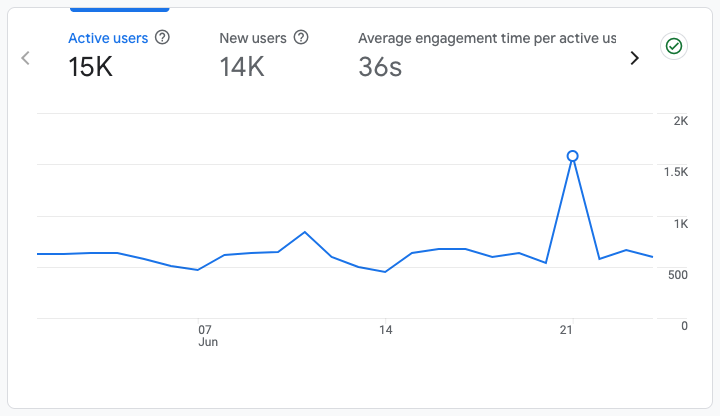 Active users
15K
New users
14K
Average engagement time per active us
36s
2K
1.5K
1K
500
0
07
Jun
14
21